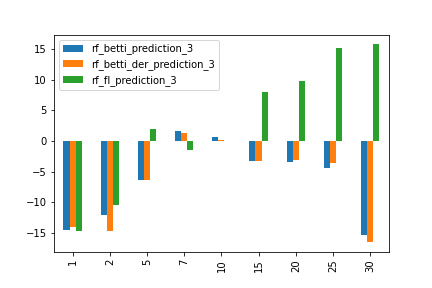 rf_betti_prediction_3
rf_betti_der_prediction_3
rf_fl_prediction_3
15
10
5
0
−5
−10
−15
1 2 5 7 10 15 20 25 30